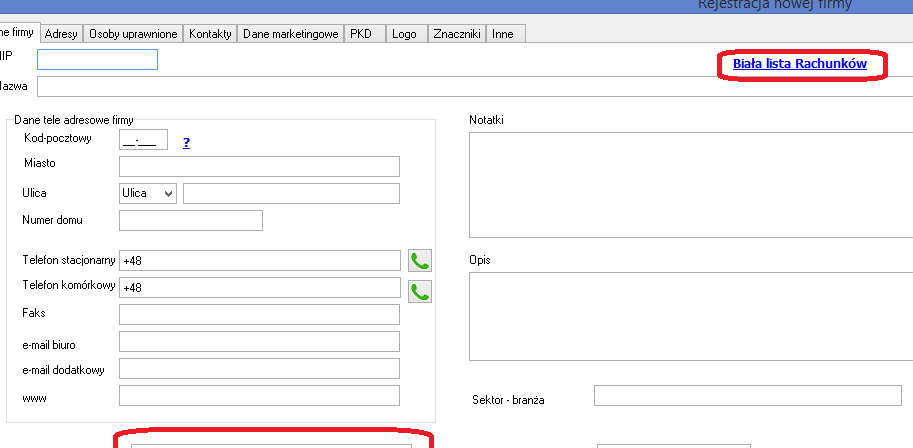 Rejestracja nowej firmy
ne firmy Adresy Osoby uprawnione Kontakty Dane marketingowe PKD Logo Znaczniki Inne
IIP
Biała lista Rachunków
lazwa
Dane tele adresowe firmy
Notatki
Kod-pocztowy __-___ ?
Miasto
Ulica Ulica
Numer domu
Telefon stacjonarny +48
Opis
Telefon komórkowy +48
Faks
e-mail biuro
e-mail dodatkowy
www
Sektor - branża